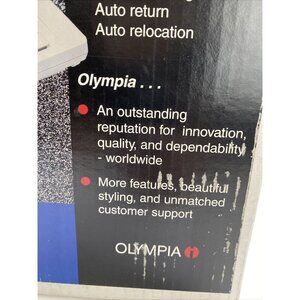 Auto return
Auto relocation
Olympia . . .
An outstanding
reputation for innovation,
quality, and dependability
- worldwide
More features, beautiful
styling, and unmatched
customer support
OLYMPIA